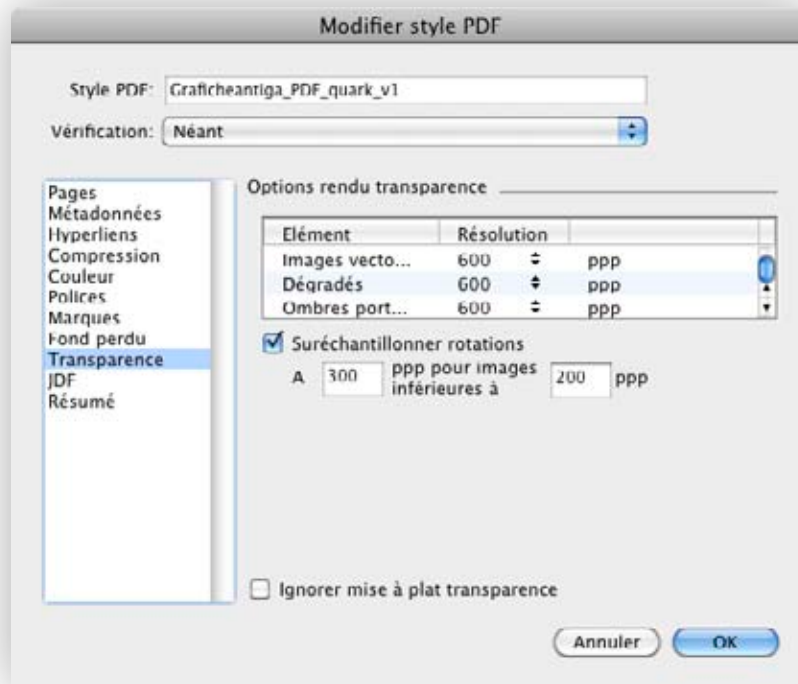 Modifier style PDF
Style PDF: Graficheantiga_PDF_quark_v1
Vérification: Néant
Pages
Métadonnées
Hyperliens
Compression
Couleur
Polices
Marques
Fond perdu
Transparence
JDF
Résumé
Options rendu transparence
Elément Résolution
Images vecto... 600 ppp
Dégradés 600 ppp
Ombres port... 600 ppp
Suréchantillonner rotations
A 300 ppp pour images inférieures à 200 ppp
Ignorer mise à plat transparence
Annuler OK